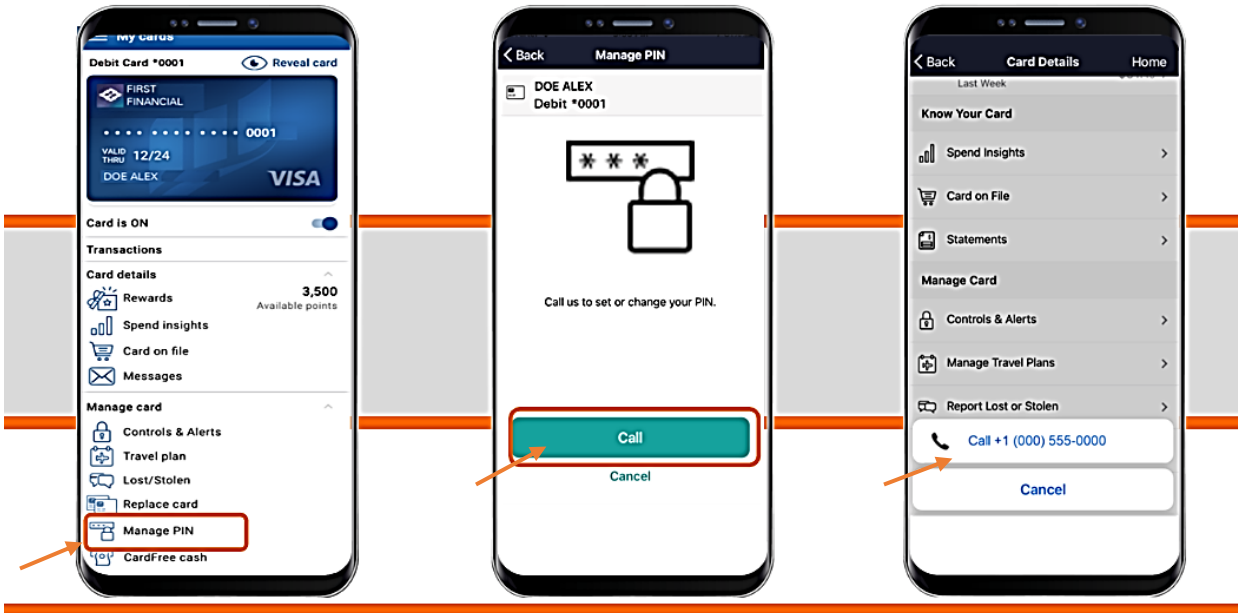 My cards
Debit Card *0001 Reveal card
FIRST
FINANCIAL
•••• •••• •••• 0001
VALID
THRU 12/24
DOE ALEX VISA
Card is ON
Transactions
Card details
Rewards 3,500
Available points
Spend insights
Card on file
Messages
Manage card
Controls & Alerts
Travel plan
Lost/Stolen
Replace card
Manage PIN
CardFree cash
Back Manage PIN
DOE ALEX
Debit *0001
* * *
Call us to set or change your PIN.
Call
Cancel
Back Card Details Home
Last Week
Know Your Card
Spend Insights
Card on File
Statements
Manage Card
Controls & Alerts
Manage Travel Plans
Report Lost or Stolen
Call +1 (000) 555-0000
Cancel